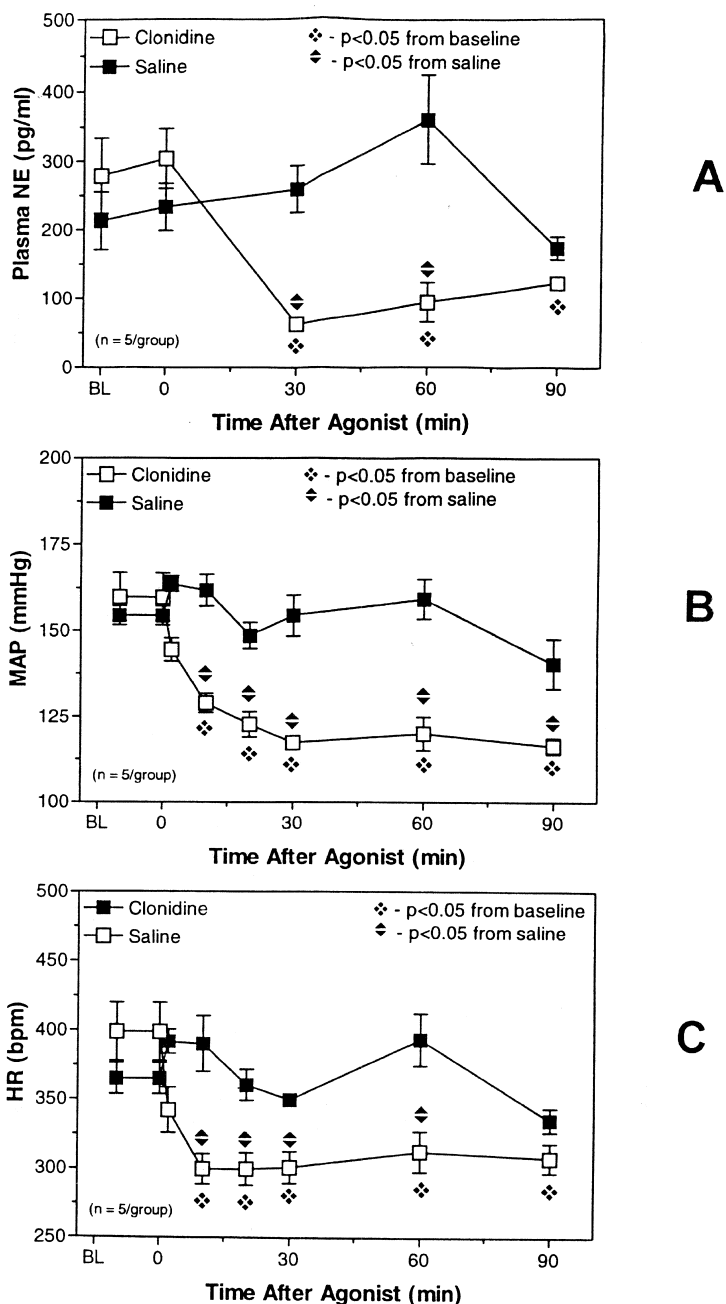 500
Clonidine
- p<0.05 from baseline
Saline
- p<0.05 from saline
400
300
200
100
0
Plasma NE (pg/ml)
(n = 5/group)
BL 0 30 60 90
Time After Agonist (min)
A
200
Clonidine
- p<0.05 from baseline
Saline
- p<0.05 from saline
175
150
125
100
MAP (mmHg)
(n = 5/group)
BL 0 30 60 90
Time After Agonist (min)
B
500
Clonidine
- p<0.05 from baseline
Saline
- p<0.05 from saline
450
400
350
300
250
HR (bpm)
(n = 5/group)
BL 0 30 60 90
Time After Agonist (min)
C